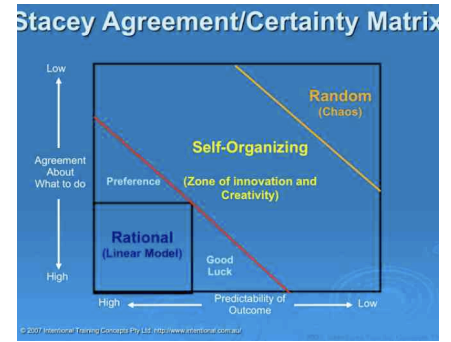 Stacey Agreement/Certainty Matrix
Low
Random
(Chaos)
Self-Organizing
Agreement
About
What to do
Preference
(Zone of innovation and
Creativity)
Rational
(Linear Model)
Good
Luck
High
High
Predictability of
Outcome
Low
© 2007 Intentional Training Concepts Pty Ltd. http://www.intentional.com.au/